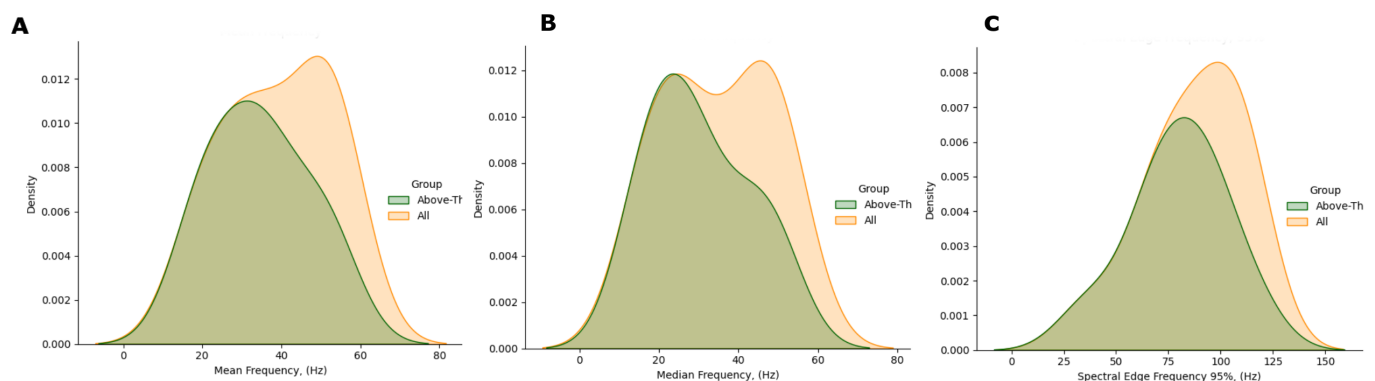 A
0.012
0.010
0.008
0.006
0.004
0.002
0.000
Density
0 20 40 60 80
Mean Frequency, (Hz)
Group
Above-Th
All
B
0.012
0.010
0.008
0.006
0.004
0.002
0.000
Density
0 20 40 60 80
Median Frequency, (Hz)
Group
Above-Th
All
C
0.008
0.007
0.006
0.005
0.004
0.003
0.002
0.001
0.000
Density
0 25 50 75 100 125 150
Spectral Edge Frequency 95%, (Hz)
Group
Above-Th
All